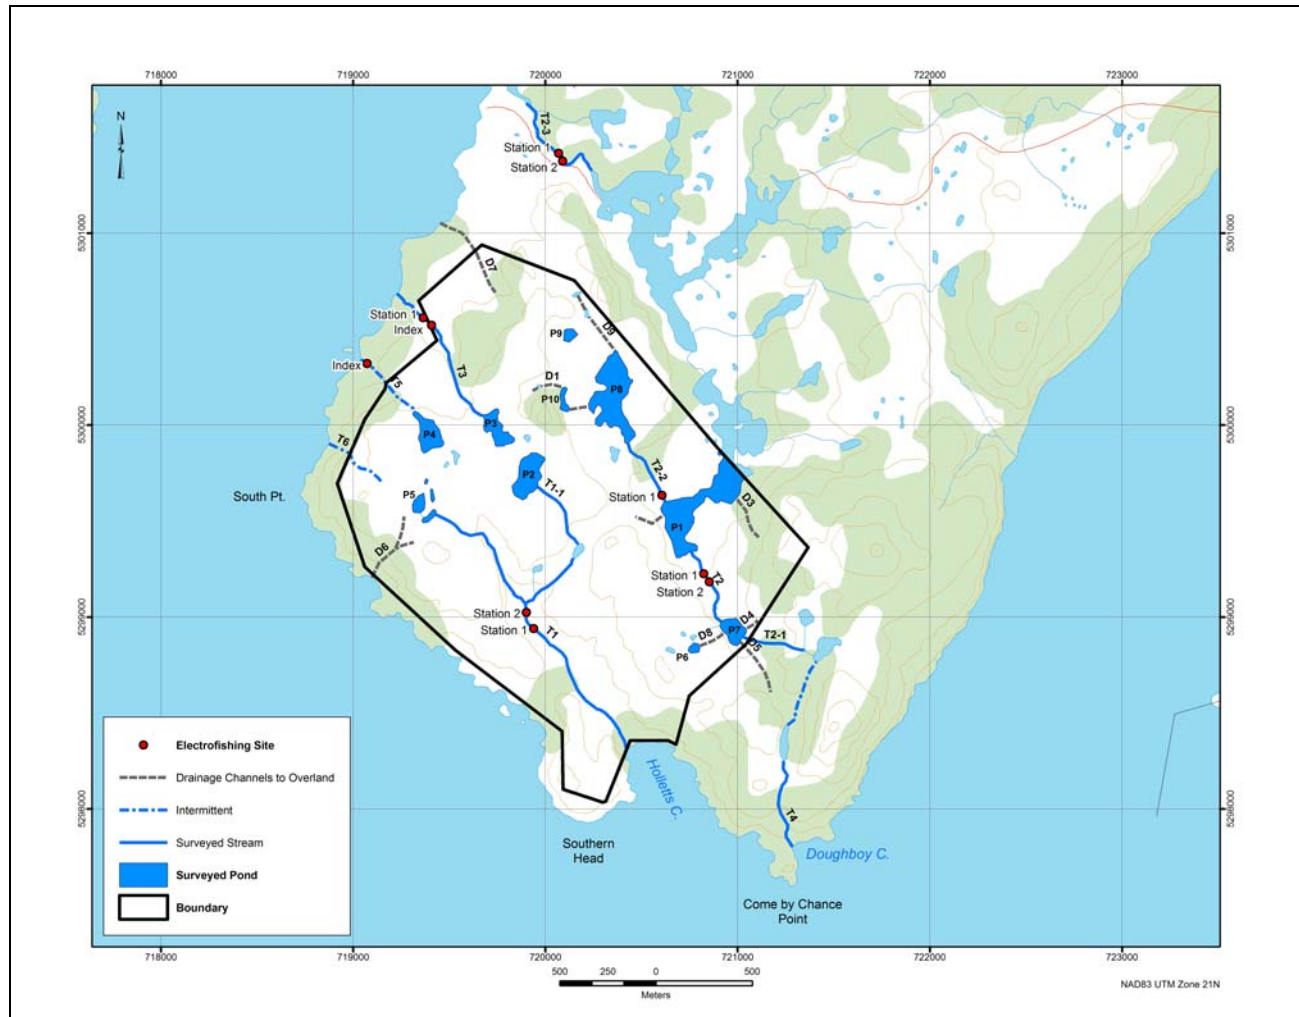 718000
719000
720000
721000
722000
723000
N
T2-3
Station 1
Station 2
5301000
5301000
D7
Station 1
Index
P9
D9
Index
T5
T3
D1
P10
P8
5300000
5300000
P4
P3
T6
P2
T2-2
South Pt.
P5
T1-1
Station 1
D3
P1
D6
Station 1
T2
Station 2
5299000
5299000
Station 2
Station 1
T1
D8
P7
D4
T2-1
P6
D5
Electrofishing Site
Drainage Channels to Overland
Intermittent
Surveyed Stream
Surveyed Pond
Boundary
Holletts C.
5298000
T4
Southern
Head
Doughboy C.
Come by Chance
Point
718000
719000
720000
721000
722000
723000
500
250
0
500
Meters
NAD83 UTM Zone 21N